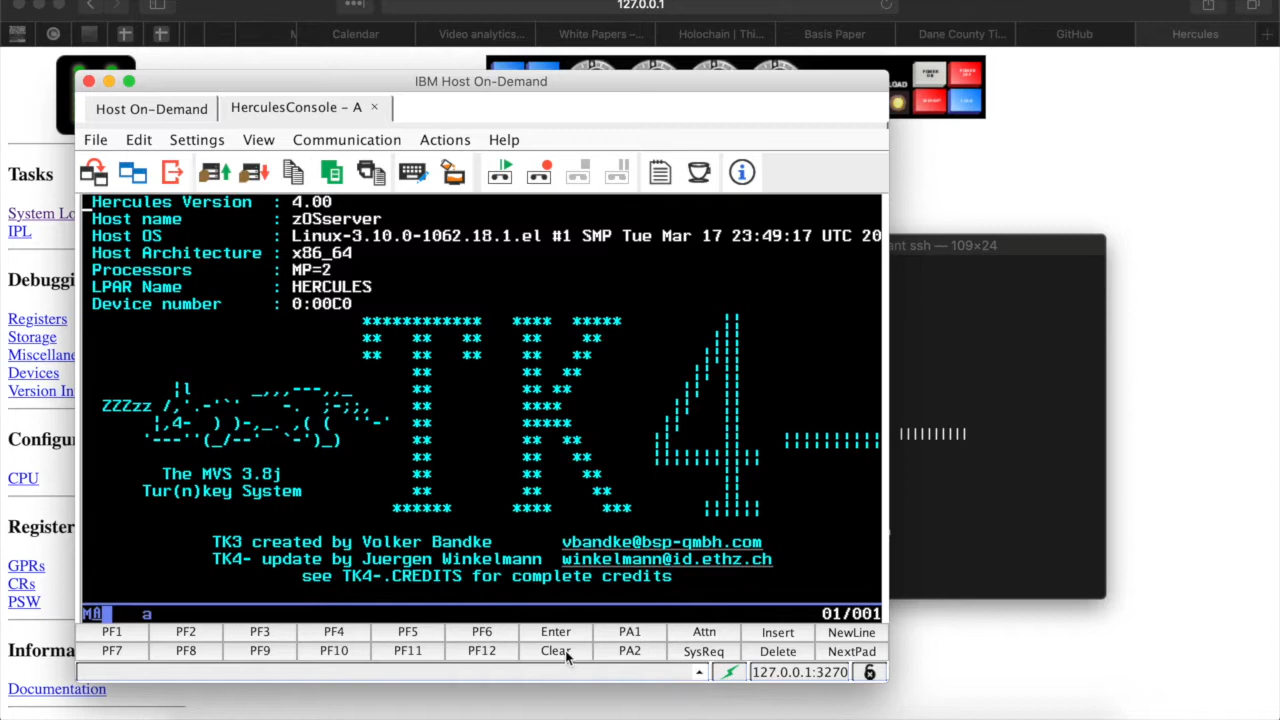 127.0.0.1
Calendar
Video analytics...
White Papers –...
Holochain | Thi...
Basis Paper
Dane County Ti...
GitHub
Hercules
IBM Host On-Demand
Host On-Demand
HerculesConsole - A ×
File Edit Settings View Communication Actions Help
Hercules Version : 4.00
Host name : zOSserver
Host OS : Linux-3.10.0-1062.18.1.el #1 SMP Tue Mar 17 23:49:17 UTC 20
Host Architecture : x86_64
Processors : MP=2
LPAR Name : HERCULES
Device number : 0:00C0
TK4-
ZZZzz
The MVS 3.8j
Tur(n)key System
TK3 created by Volker Bandke vbandke@bsp-gmbh.com
TK4- update by Juergen Winkelmann winkelmann@id.ethz.ch
see TK4-.CREDITS for complete credits
MA a 01/001
PF1 PF2 PF3 PF4 PF5 PF6 Enter PA1 Attn Insert NewLine
PF7 PF8 PF9 PF10 PF11 PF12 Clear PA2 SysReq Delete NextPad
127.0.0.1:3270
ssh — 109×24
Tasks
System Lo
IPL
Debuggi
Registers
Storage
Miscellane
Devices
Version In
Configu
CPU
Register
GPRs
CRs
PSW
Informa
Documentation